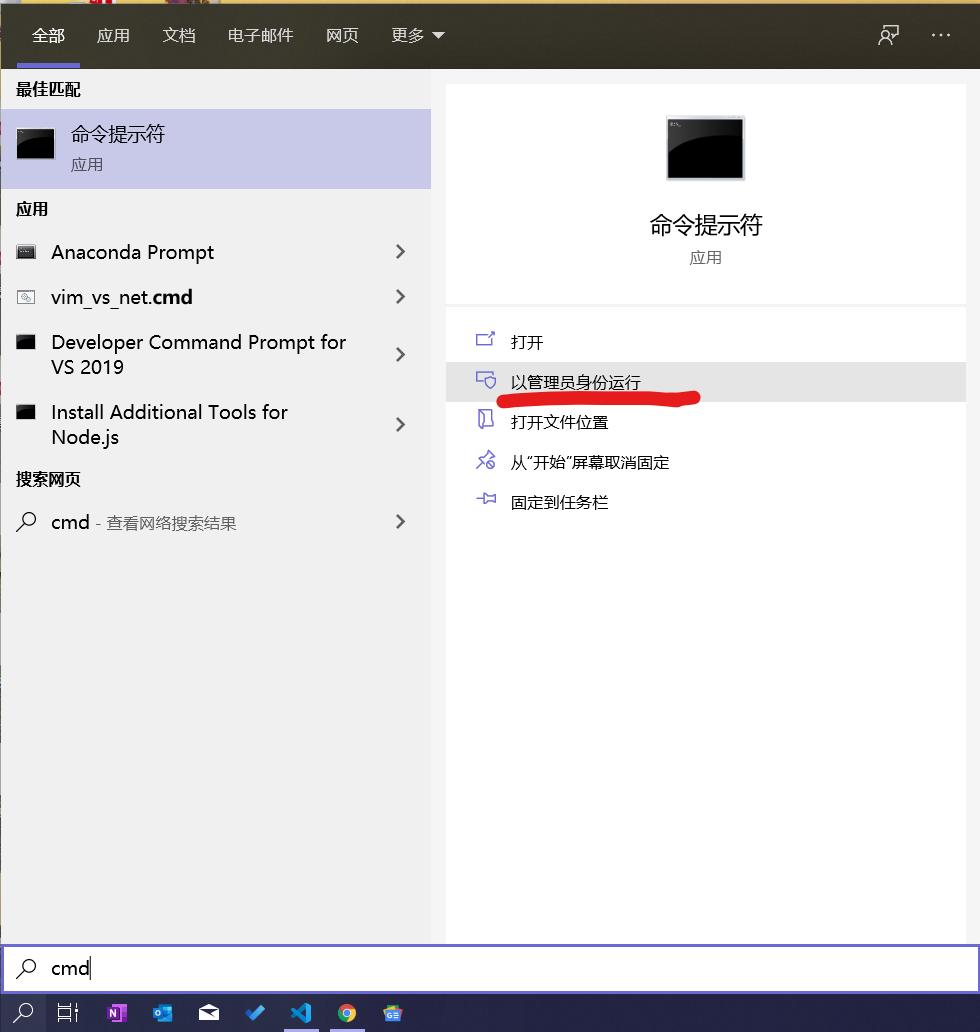 全部 应用 文档 电子邮件 网页 更多
最佳匹配
命令提示符
应用
应用
Anaconda Prompt
vim_vs_net.cmd
Developer Command Prompt for
VS 2019
Install Additional Tools for
Node.js
搜索网页
cmd - 查看网络搜索结果
命令提示符
应用
打开
以管理员身份运行
打开文件位置
从“开始”屏幕取消固定
固定到任务栏
cmd